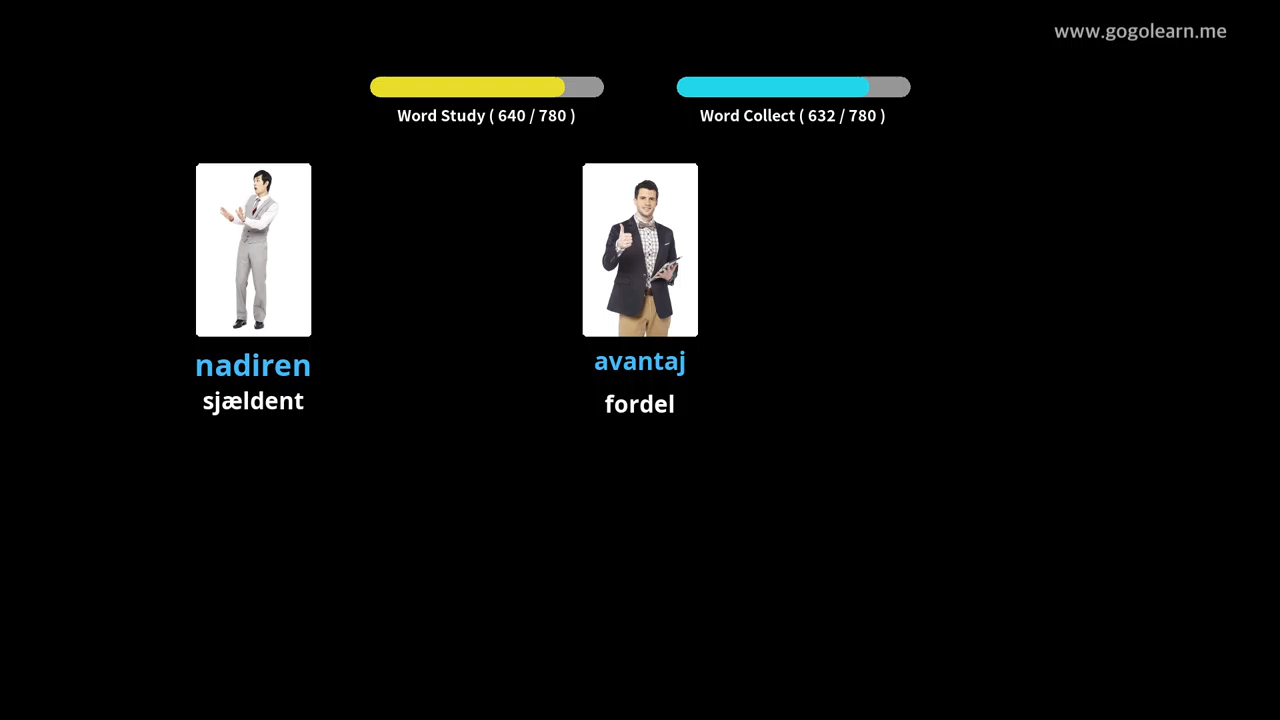 www.gogolearn.me
Word Study ( 640 / 780 )
Word Collect ( 632 / 780 )
nadiren
sjældent
avantaj
fordel